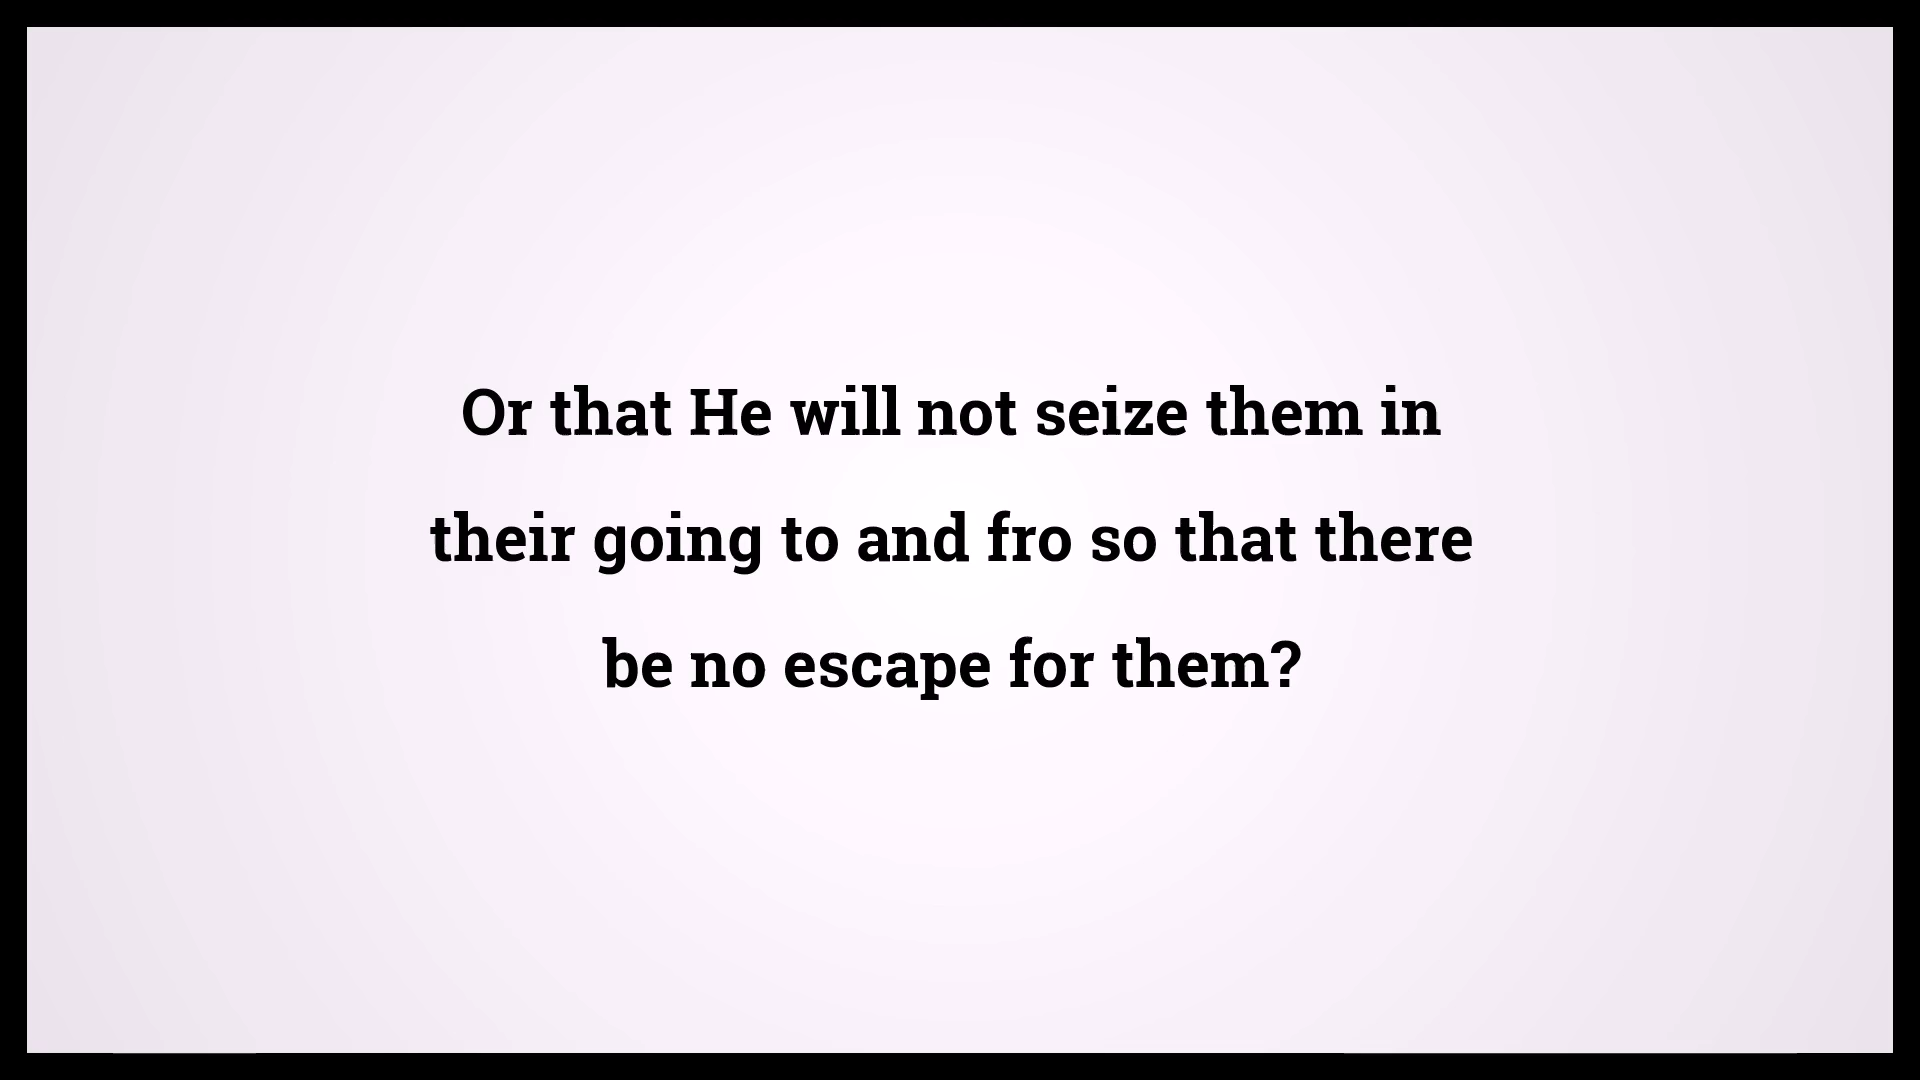 Or that He will not seize them in
their going to and fro so that there
be no escape for them?